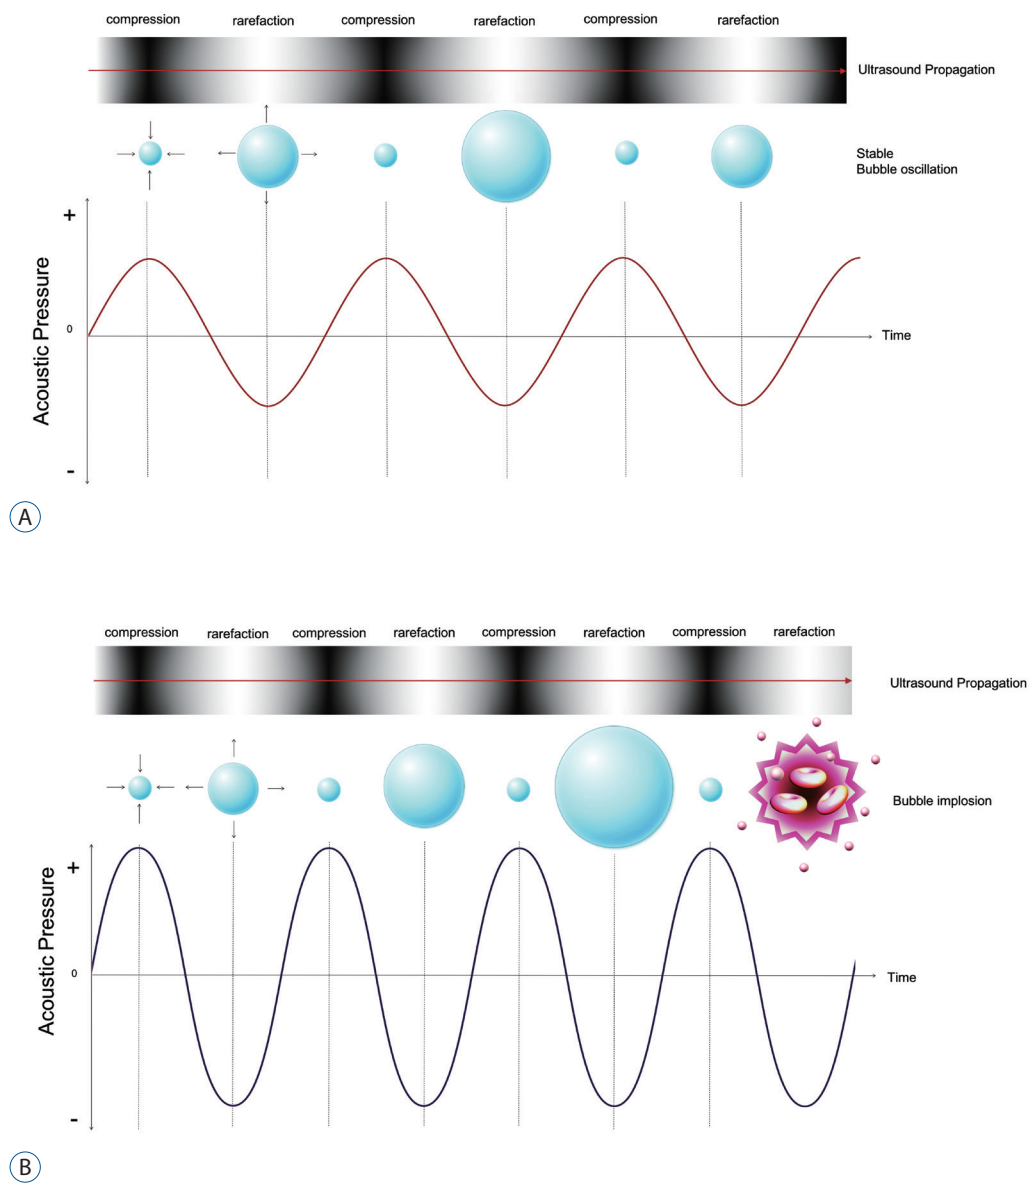 compression rarefaction compression rarefaction compression rarefaction
Ultrasound Propagation
Stable
Bubble oscillation
+
Acoustic Pressure
0
Time
-
A
compression rarefaction compression rarefaction compression rarefaction compression rarefaction
Ultrasound Propagation
Bubble implosion
+
Acoustic Pressure
0
Time
-
B